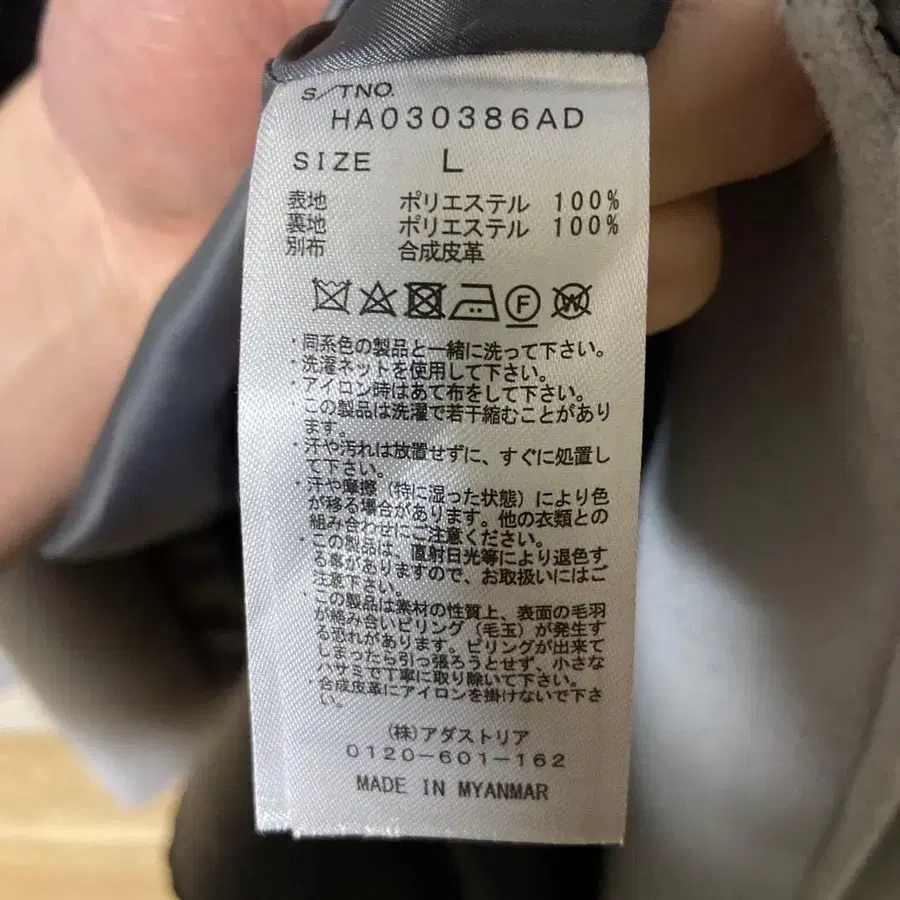 S/TNO.
HA030386AD
SIZE L
表地 ポリエステル 100%
裏地 ポリエステル 100%
別布 合成皮革
F W
・同系色の製品と一緒に洗って下さい。
・洗濯ネットを使用して下さい。
・アイロン時はあて布をして下さい。
この製品は洗濯で若干縮むことがあり
ます。
・汗や汚れは放置せずに、すぐに処置し
て下さい。
・汗や摩擦（特に湿った状態）により色
が移る場合があります。他の衣類との
組み合わせにご注意ください。
・この製品は、直射日光等により退色す
る事がありますので、お取扱いにはご
注意下さい。
・この製品は素材の性質上、表面の毛羽
が絡み合いピリング（毛玉）が発生す
る恐れがあります。ピリングが出来て
しまったら引っ張ろうとせず、小さな
ハサミで丁寧に取り除いて下さい。
・合成皮革にアイロンを掛けないで下さ
い。
（株）アダストリア
0120-601-162
MADE IN MYANMAR